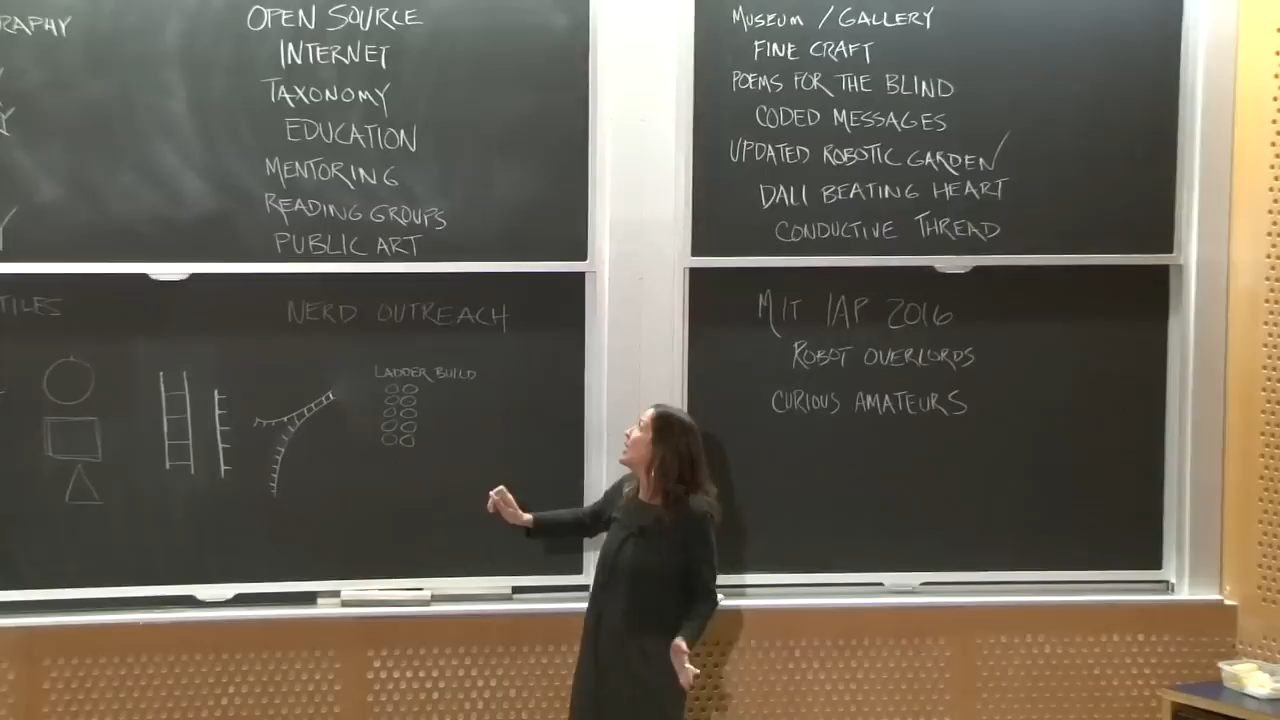 RAPHY
OPEN SOURCE
INTERNET
TAXONOMY
EDUCATION
MENTORING
READING GROUPS
PUBLIC ART
MUSEUM / GALLERY
FINE CRAFT
POEMS FOR THE BLIND
CODED MESSAGES
UPDATED ROBOTIC GARDEN
DALI BEATING HEART
CONDUCTIVE THREAD
TILES
NERD OUTREACH
LADDER BUILD
MIT IAP 2016
ROBOT OVERLORDS
CURIOUS AMATEURS